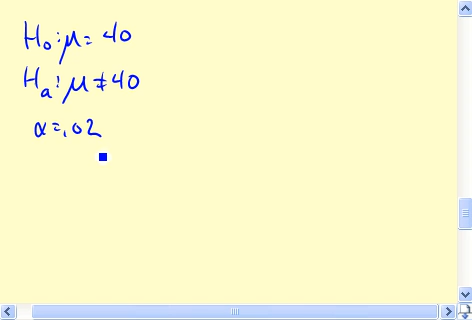 H₀: μ = 40
Hₐ: μ ≠ 40
α = .02